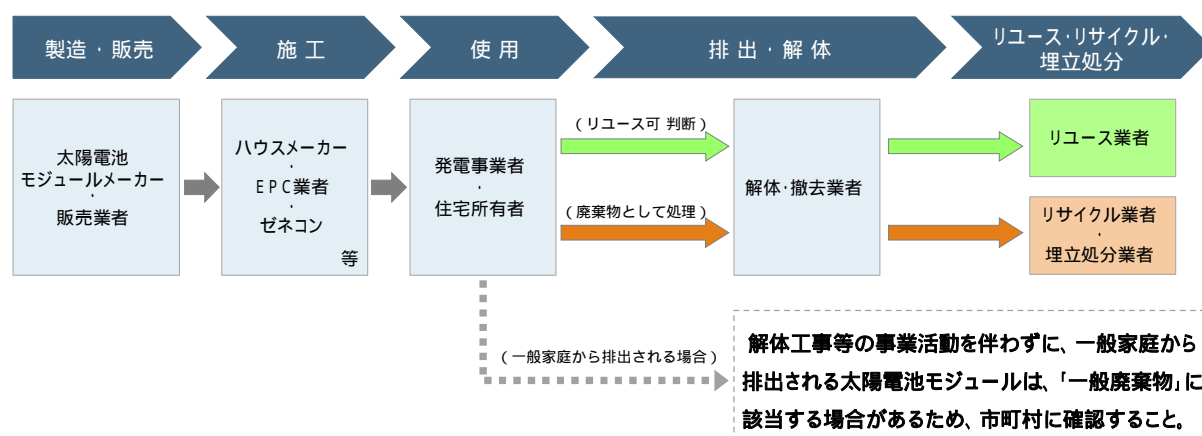 製造・販売
施工
使用
排出・解体
リユース・リサイクル・
埋立処分
太陽電池
モジュールメーカー
・
販売業者
ハウスメーカー
・
EPC業者
・
ゼネコン
等
発電事業者
・
住宅所有者
(リユース可 判断)
(廃棄物として処理)
解体・撤去業者
リユース業者
リサイクル業者
・
埋立処分業者
(一般家庭から排出される場合)
解体工事等の事業活動を伴わずに、一般家庭から
排出される太陽電池モジュールは、「一般廃棄物」に
該当する場合があるため、市町村に確認すること。